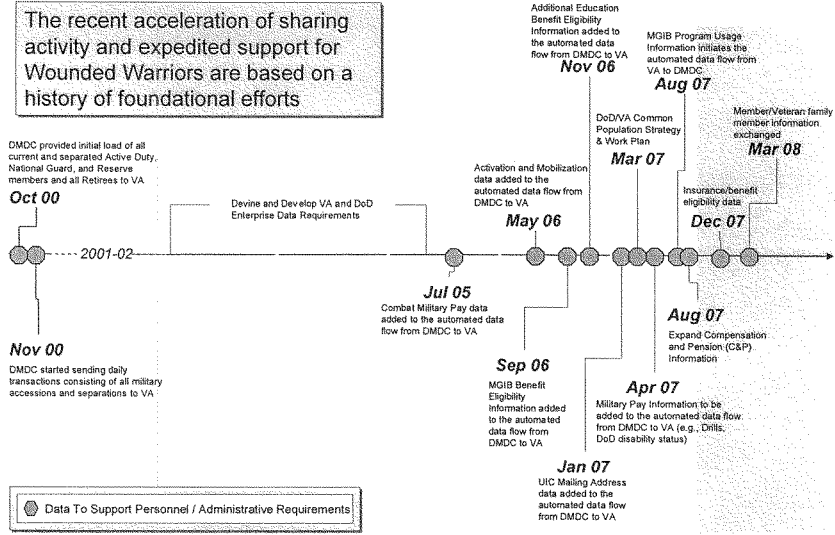 The recent acceleration of sharing
activity and expedited support for
Wounded Warriors are based on a
history of foundational efforts
DMDC provided initial load of all
current and separated Active Duty,
National Guard, and Reserve
members and all Retirees to VA
Oct 00
2001-02
Nov 00
DMDC started sending daily
transactions consisting of all military
accessions and separations to VA
Devine and Develop VA and DoD
Enterprise Data Requirements
Jul 05
Combat Military Pay data
added to the automated data
flow from DMDC to VA
Activation and Mobilization
data added to the
automated data flow from
DMDC to VA
May 06
Sep 06
MGIB Benefit
Eligibility
Information added
to the automated
data flow from
DMDC to VA
Additional Education
Benefit Eligibility
Information added to
the automated data
flow from DMDC to VA
Nov 06
Jan 07
UIC Mailing Address
data added to the
automated data flow
from DMDC to VA
DoD/VA Common
Population Strategy
& Work Plan
Mar 07
Apr 07
Military Pay Information to be
added to the automated data flow
from DMDC to VA (e.g., Drills,
DoD disability status)
MGIB Program Usage
Information initiates the
automated data flow from
VA to DMDC
Aug 07
Aug 07
Expand Compensation
and Pension (C&P)
Information
Insurance/benefit
eligibility data
Dec 07
Member/Veteran family
member information
exchanged
Mar 08
Data To Support Personnel / Administrative Requirements